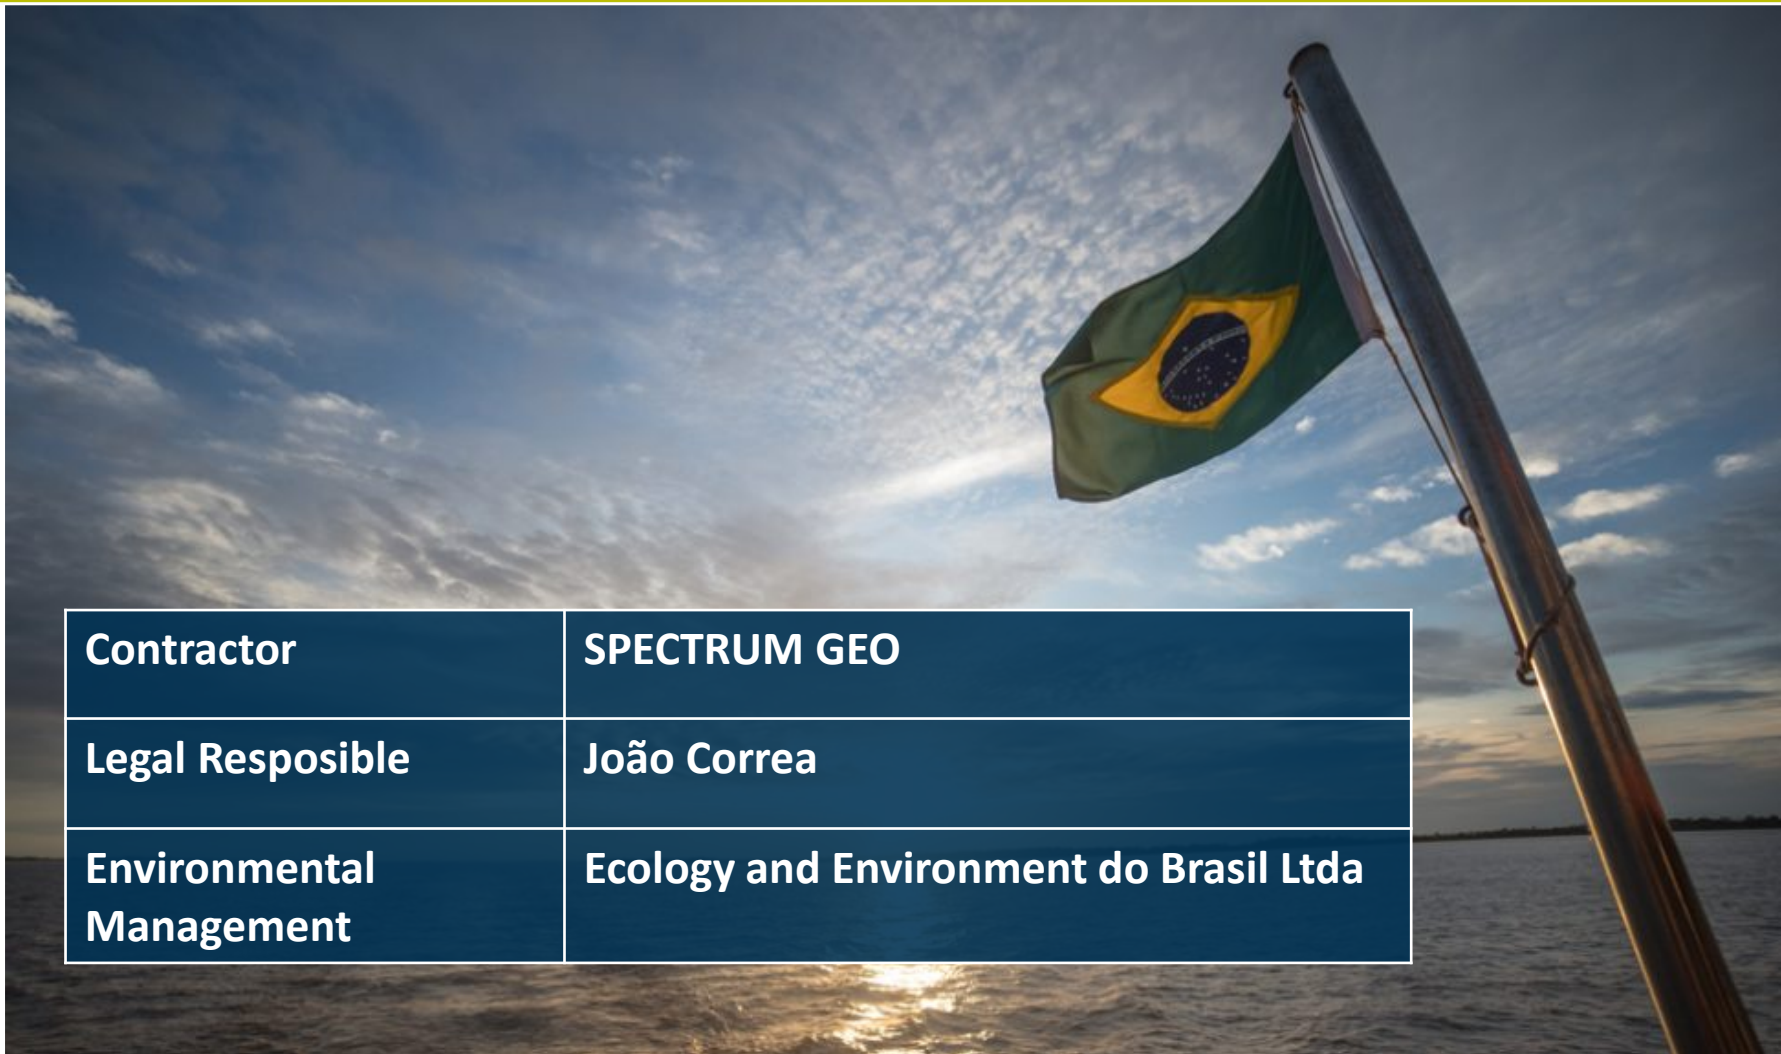 Contractor SPECTRUM GEO
Legal Resposible João Correa
Environmental Ecology and Environment do Brasil Ltda
Management